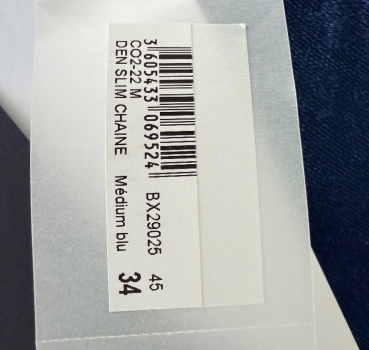 3 605433 069524
CO2-22 M BX29025 45
DEN SLIM CHAINE Médium blu 34